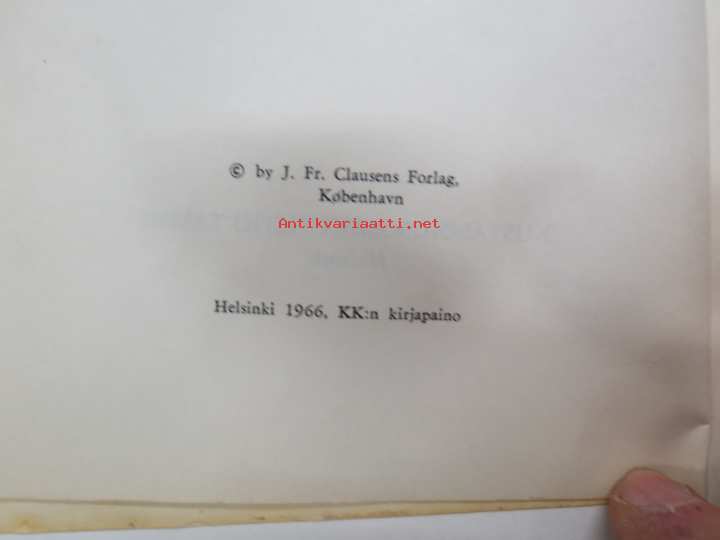 © by J. Fr. Clausens Forlag,
København
Antikvariaatti.net
Helsinki 1966, KK:n kirjapaino